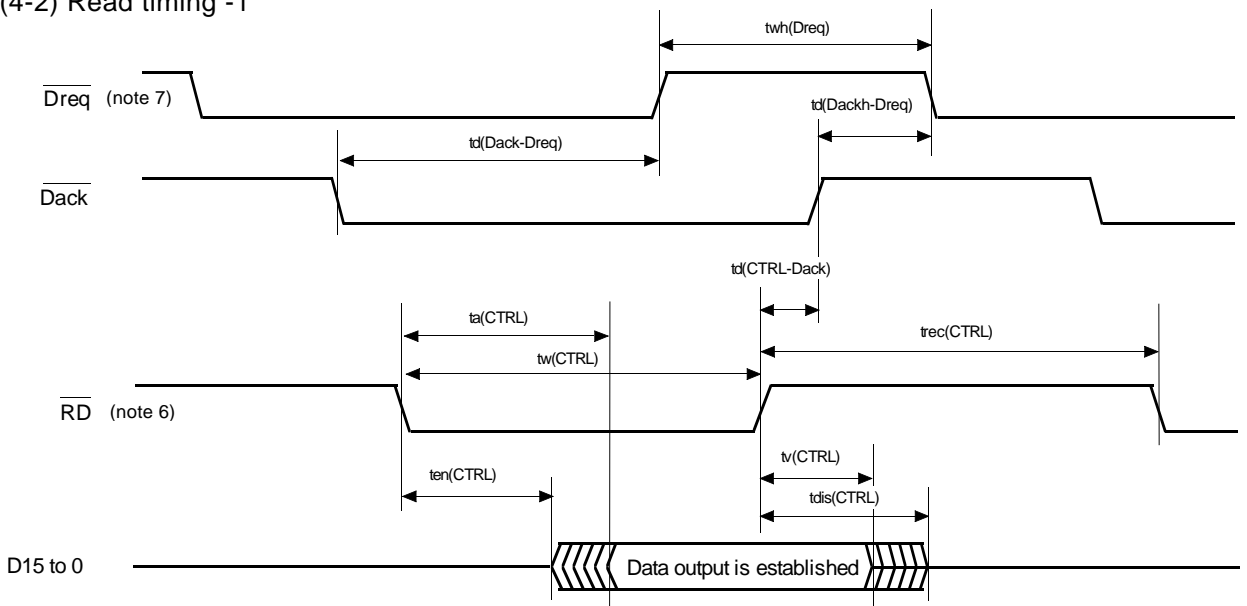 (4-2) Read timing -1
twh(Dreq)
Dreq (note 7)
td(Dackh-Dreq)
td(Dack-Dreq)
Dack
td(CTRL-Dack)
ta(CTRL)
trec(CTRL)
tw(CTRL)
RD (note 6)
tv(CTRL)
ten(CTRL)
tdis(CTRL)
D15 to 0
Data output is established